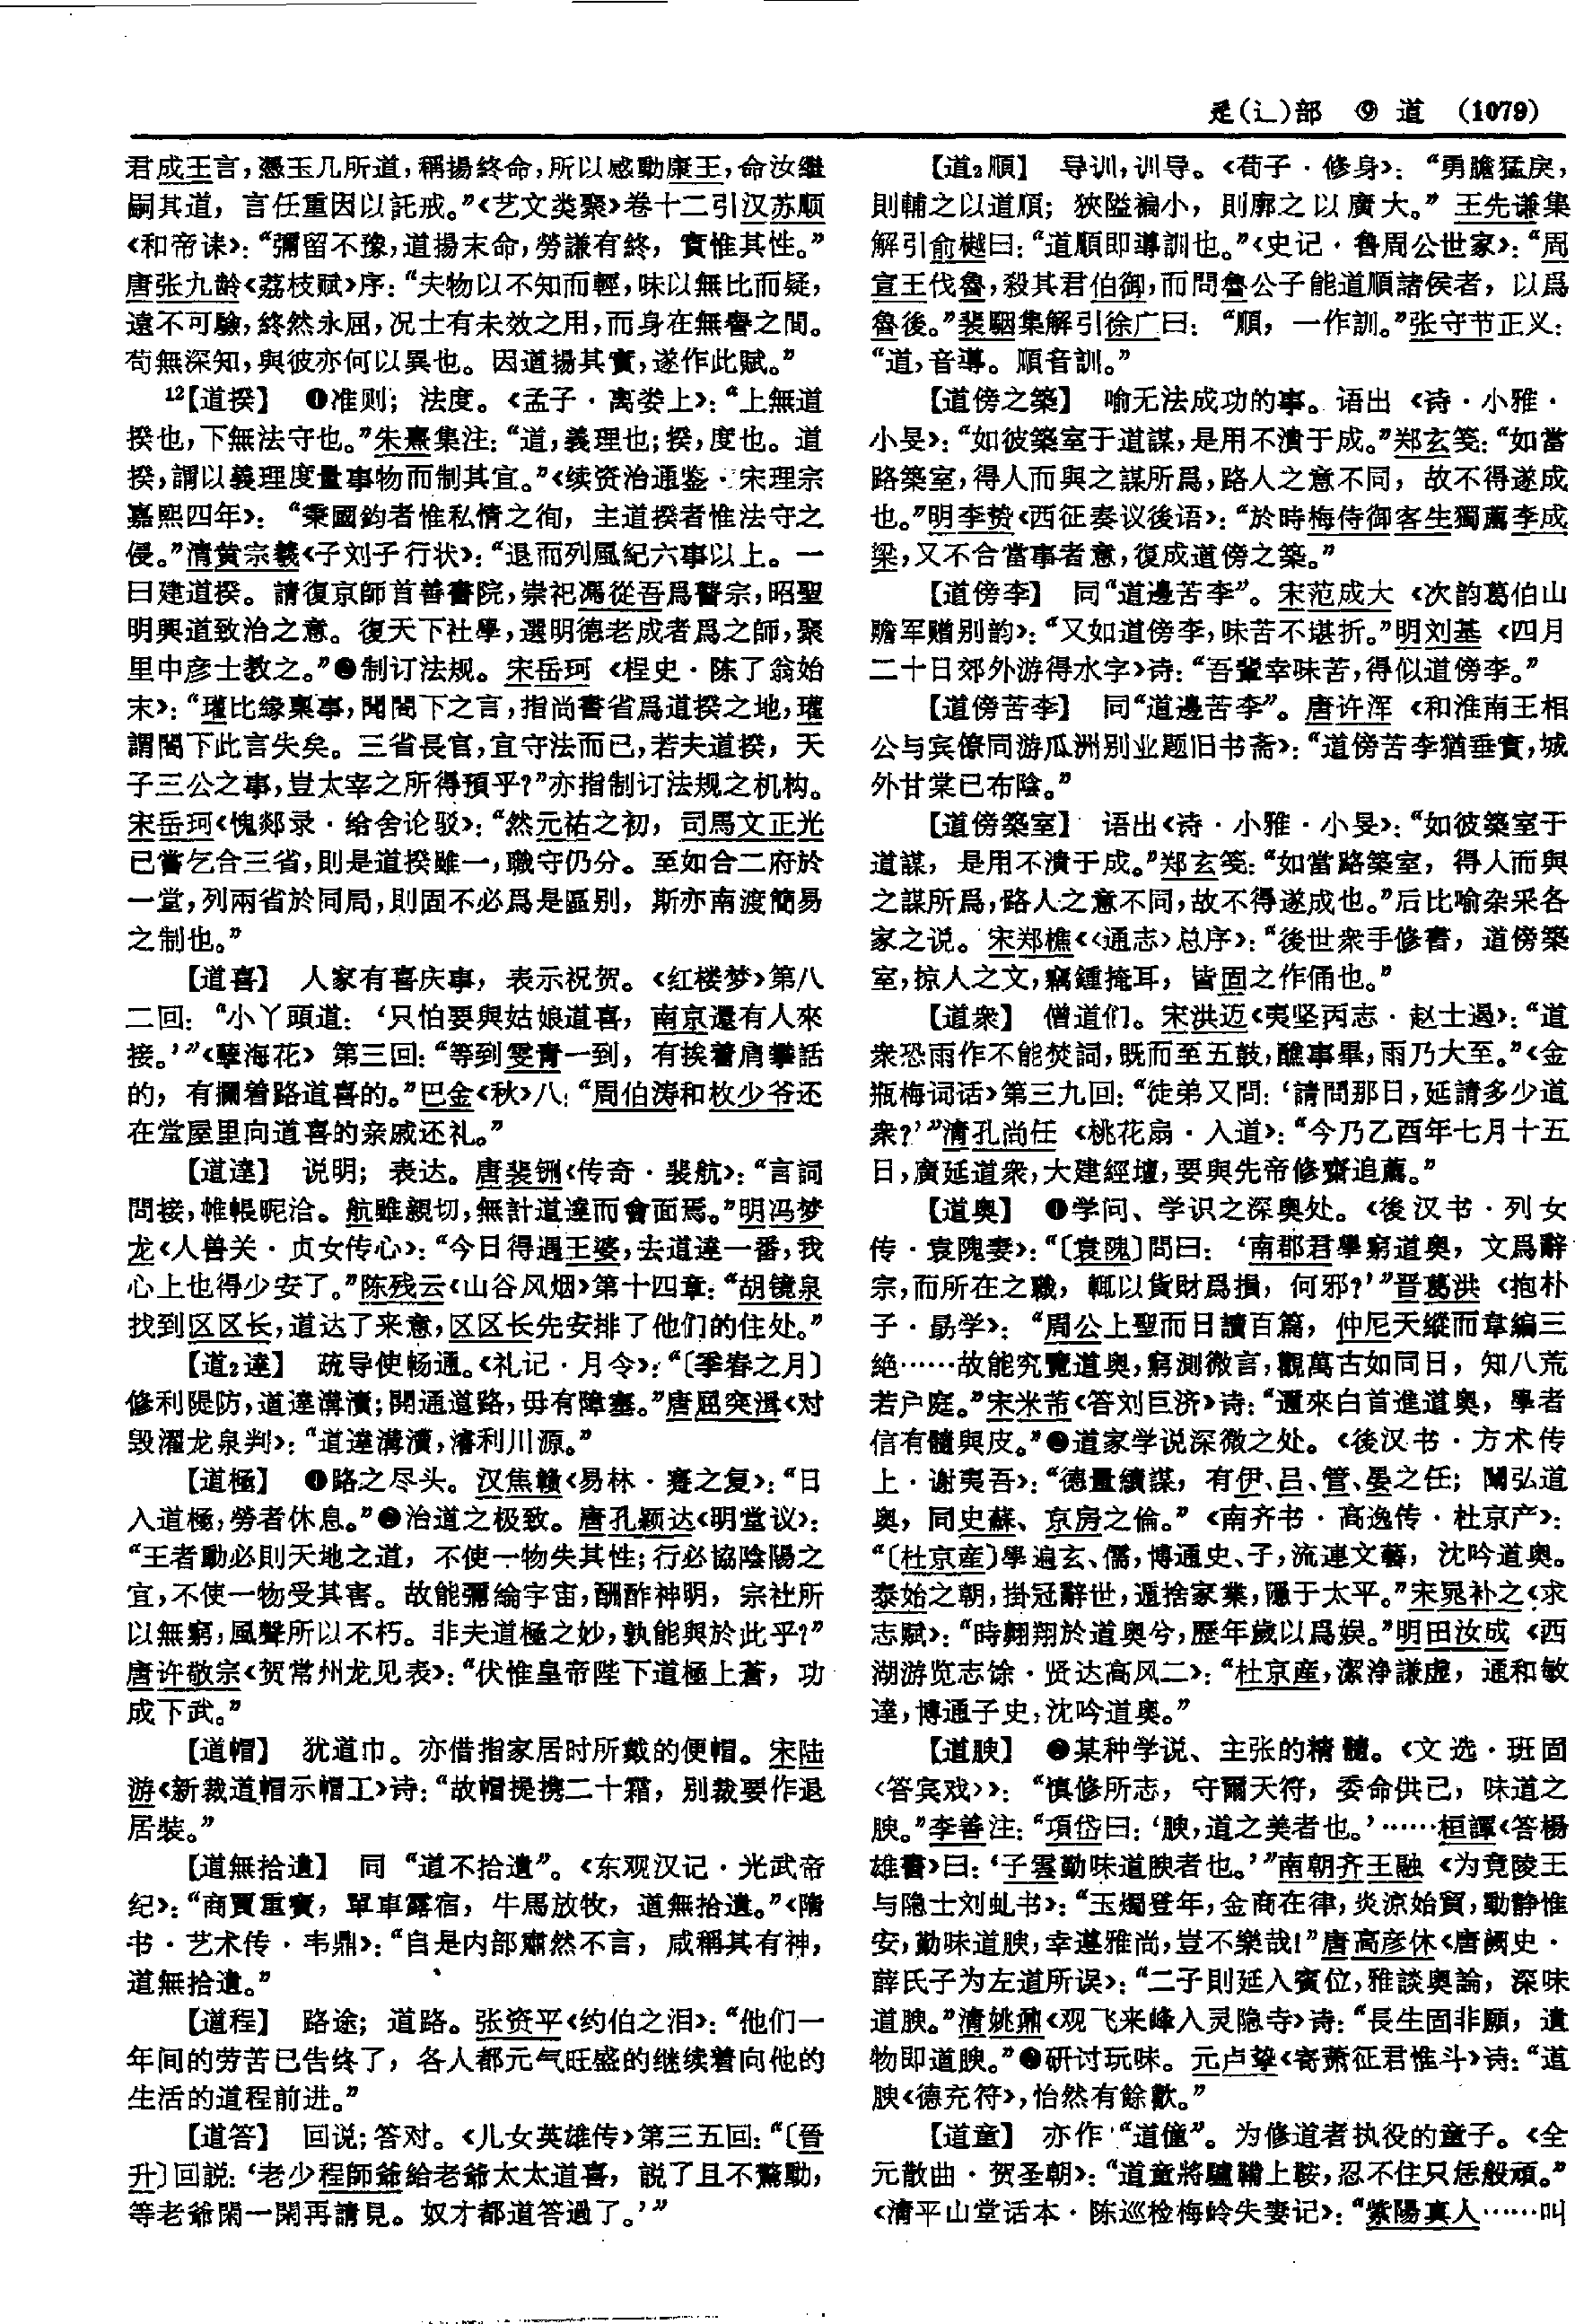 辵(辶)部 ⑨ 道 (1079)
君成王言，憑玉几所道，稱揚終命，所以感動康王，命汝繼
嗣其道，言任重因以託戒。”《艺文类聚》卷十二引汉苏顺
《和帝诔》：“彌留不豫，道揚末命，勞謙有終，實惟其性。”
唐张九龄《荔枝赋》序：“夫物以不知而輕，味以無比而疑，
遠不可驗，終然永屈，况士有未效之用，而身在無譽之間。
苟無深知，與彼亦何以異也。因道揚其實，遂作此赋。”
12【道揆】 ❶准则；法度。《孟子·离娄上》：“上無道
揆也，下無法守也。”朱熹集注：“道，義理也；揆，度也。道
揆，謂以義理度量事物而制其宜。”《续资治通鉴·宋理宗
嘉熙四年》：“秉國鈞者惟私情之徇，主道揆者惟法守之
侵。”清黄宗羲《子刘子行状》：“退而列風紀六事以上。一
曰建道揆。請復京師首善書院，崇祀馮從吾爲瞽宗，昭聖
明興道致治之意。復天下社學，選明德老成者爲之師，聚
里中彦士教之。”❷制订法规。宋岳珂《桯史·陈了翁始
末》：“瓘比緣稟事，聞閤下之言，指尚書省爲道揆之地，瓘
謂閤下此言失矣。三省長官，宜守法而已，若夫道揆，天
子三公之事，豈太宰之所得預乎？”亦指制订法规之机构。
宋岳珂《愧郯录·给舍论驳》：“然元祐之初，司馬文正光
已嘗乞合三省，則是道揆雖一，職守仍分。至如合二府於
一堂，列兩省於同局，則固不必爲是區别，斯亦南渡簡易
之制也。”
【道喜】 人家有喜庆事，表示祝贺。《红楼梦》第八
二回：“小丫頭道：‘只怕要與姑娘道喜，南京還有人來
接。’”《孽海花》第三回：“等到雯青一到，有挨着肩攀話
的，有攔着路道喜的。”巴金《秋》八：“周伯涛和枚少爷还
在堂屋里向道喜的亲戚还礼。”
【道達】 说明；表达。唐裴铏《传奇·裴航》：“言詞
問接，帷帳昵洽。航雖親切，無計道達而會面焉。”明冯梦
龙《人兽关·贞女传心》：“今日得遇王婆，去道達一番，我
心上也得少安了。”陈残云《山谷风烟》第十四章：“胡镜泉
找到区区长，道达了来意，区区长先安排了他们的住处。”
【道2達】 疏导使畅通。《礼记·月令》：“〔季春之月〕
修利隄防，道達溝瀆；開通道路，毋有障塞。”唐屈突湒《对
毁濯龙泉判》：“道達溝瀆，濬利川源。”
【道極】 ❶路之尽头。汉焦赣《易林·蹇之复》：“日
入道極，勞者休息。”❷治道之极致。唐孔颖达《明堂议》：
“王者動必則天地之道，不使一物失其性；行必協陰陽之
宜，不使一物受其害。故能彌綸宇宙，酬酢神明，宗社所
以無窮，風聲所以不朽。非夫道極之妙，孰能與於此乎？”
唐许敬宗《贺常州龙见表》：“伏惟皇帝陛下道極上蒼，功
成下武。”
【道帽】 犹道巾。亦借指家居时所戴的便帽。宋陆
游《新裁道帽示帽工》诗：“故帽提携二十霜，别裁要作退
居裝。”
【道無拾遺】 同“道不拾遺”。《东观汉记·光武帝
纪》：“商賈重寶，單車露宿，牛馬放牧，道無拾遺。”《隋
书·艺术传·韦鼎》：“自是内部肅然不言，咸稱其有神，
道無拾遺。”
【道程】 路途；道路。张资平《约伯之泪》：“他们一
年间的劳苦已告终了，各人都元气旺盛的继续着向他的
生活的道程前进。”
【道答】 回说；答对。《儿女英雄传》第三五回：“〔晉
升〕回説：‘老少程師爺給老爺太太道喜，説了且不驚動，
等老爺閑一閑再請見。奴才都道答過了。’”
【道2順】 导训，训导。《荀子·修身》：“勇膽猛戾，
則輔之以道順；狹隘褊小，則廓之以廣大。”王先谦集
解引俞樾曰：“道順即導訓也。”《史记·鲁周公世家》：“周
宣王伐魯，殺其君伯御，而問魯公子能道順諸侯者，以爲
魯後。”裴駰集解引徐广曰：“順，一作訓。”张守节正义：
“道，音導。順音訓。”
【道傍之築】 喻无法成功的事。语出《诗·小雅·
小旻》：“如彼築室于道謀，是用不潰于成。”郑玄笺：“如當
路築室，得人而與之謀所爲，路人之意不同，故不得遂成
也。”明李贽《西征奏议後语》：“於時梅侍御客生獨薦李成
梁，又不合當事者意，復成道傍之築。”
【道傍李】 同“道邊苦李”。宋范成大《次韵葛伯山
赡军赠别韵》：“又如道傍李，味苦不堪折。”明刘基《四月
二十日郊外游得水字》诗：“吾輩幸味苦，得似道傍李。”
【道傍苦李】 同“道邊苦李”。唐许浑《和淮南王相
公与宾僚同游瓜洲别业题旧书斋》：“道傍苦李猶垂實，城
外甘棠已布陰。”
【道傍築室】 语出《诗·小雅·小旻》：“如彼築室于
道謀，是用不潰于成。”郑玄笺：“如當路築室，得人而與
之謀所爲，路人之意不同，故不得遂成也。”后比喻杂采各
家之说。宋郑樵《〈通志〉总序》：“後世衆手修書，道傍築
室，掠人之文，竊鍾掩耳，皆固之作俑也。”
【道衆】 僧道们。宋洪迈《夷坚丙志·赵士遏》：“道
衆恐雨作不能焚詞，既而至五鼓，醮事畢，雨乃大至。”《金
瓶梅词话》第三九回：“徒弟又問：‘請問那日，延請多少道
衆？’”清孔尚任《桃花扇·入道》：“今乃乙酉年七月十五
日，廣延道衆，大建經壇，要與先帝修齋追薦。”
【道奥】 ❶学问、学识之深奥处。《後汉书·列女
传·袁隗妻》：“〔袁隗〕問曰：‘南郡君學窮道奥，文爲辭
宗，而所在之職，輒以貨財爲損，何邪？’”晋葛洪《抱朴
子·勗学》：“周公上聖而日讀百篇，仲尼天縱而韋編三
絶……故能究覽道奥，窮測微言，觀萬古如同日，知八荒
若户庭。”宋米芾《答刘巨济》诗：“邇來白首進道奥，學者
信有髓與皮。”❷道家学说深微之处。《後汉书·方术传
上·谢夷吾》：“德量績謀，有伊、吕、管、晏之任；闡弘道
奥，同史蘇、京房之倫。”《南齐书·高逸传·杜京产》：
“〔杜京産〕學遍玄、儒，博通史、子，流連文藝，沈吟道奥。
泰始之朝，掛冠辭世，遁捨家業，隱于太平。”宋晁补之《求
志赋》：“時翱翔於道奥兮，歷年歲以爲娱。”明田汝成《西
湖游览志馀·贤达高风二》：“杜京産，潔净謙虚，通和敏
達，博通子史，沈吟道奥。”
【道腴】 ❶某种学说、主张的精髓。《文选·班固
〈答宾戏〉》：“慎修所志，守爾天符，委命供己，味道之
腴。”李善注：“項岱曰：‘腴，道之美者也。’……桓譚《答楊
雄書》曰：‘子雲勤味道腴者也。’”南朝齐王融《为竟陵王
与隐士刘虬书》：“玉燭登年，金商在律，炎凉始貿，動静惟
安，勤味道腴，幸遵雅尚，豈不樂哉！”唐高彦休《唐阙史·
薛氏子为左道所误》：“二子則延入賓位，雅談奥論，深味
道腴。”清姚鼐《观飞来峰入灵隐寺》诗：“長生固非願，遺
物即道腴。”❷研讨玩味。元卢挚《寄萧征君惟斗》诗：“道
腴《德充符》，怡然有餘歡。”
【道童】 亦作“道僮”。为修道者执役的童子。《全
元散曲·贺圣朝》：“道童將驢鞴上鞍，忍不住只恁般頑。”
《清平山堂话本·陈巡检梅岭失妻记》：“紫陽真人……叫